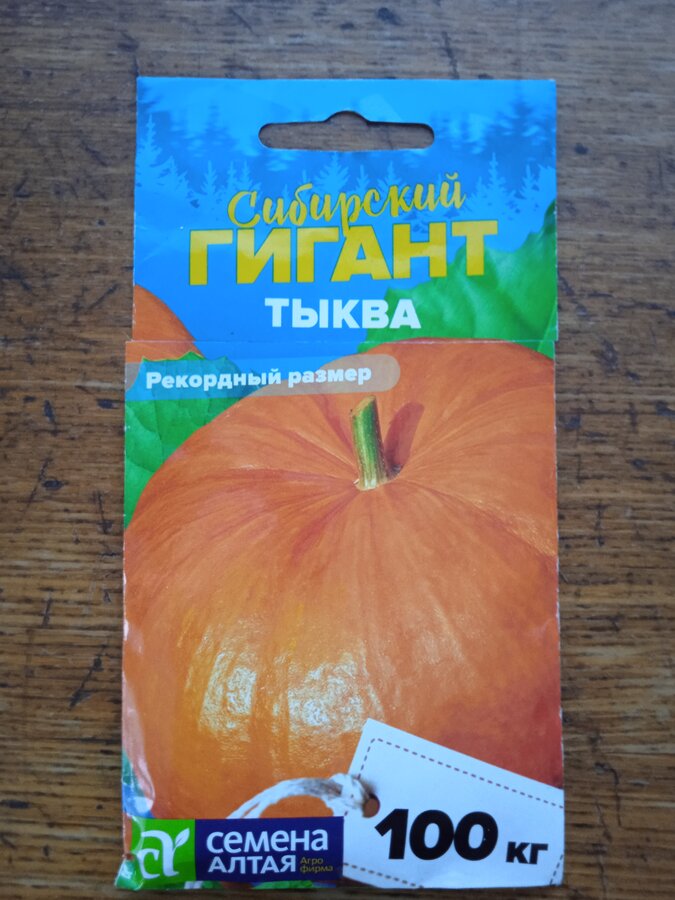 Сибирский
ГИГАНТ
ТЫКВА
Рекордный размер
100 кг
СЕМЕНА
АЛТАЯ
Агро
фирма